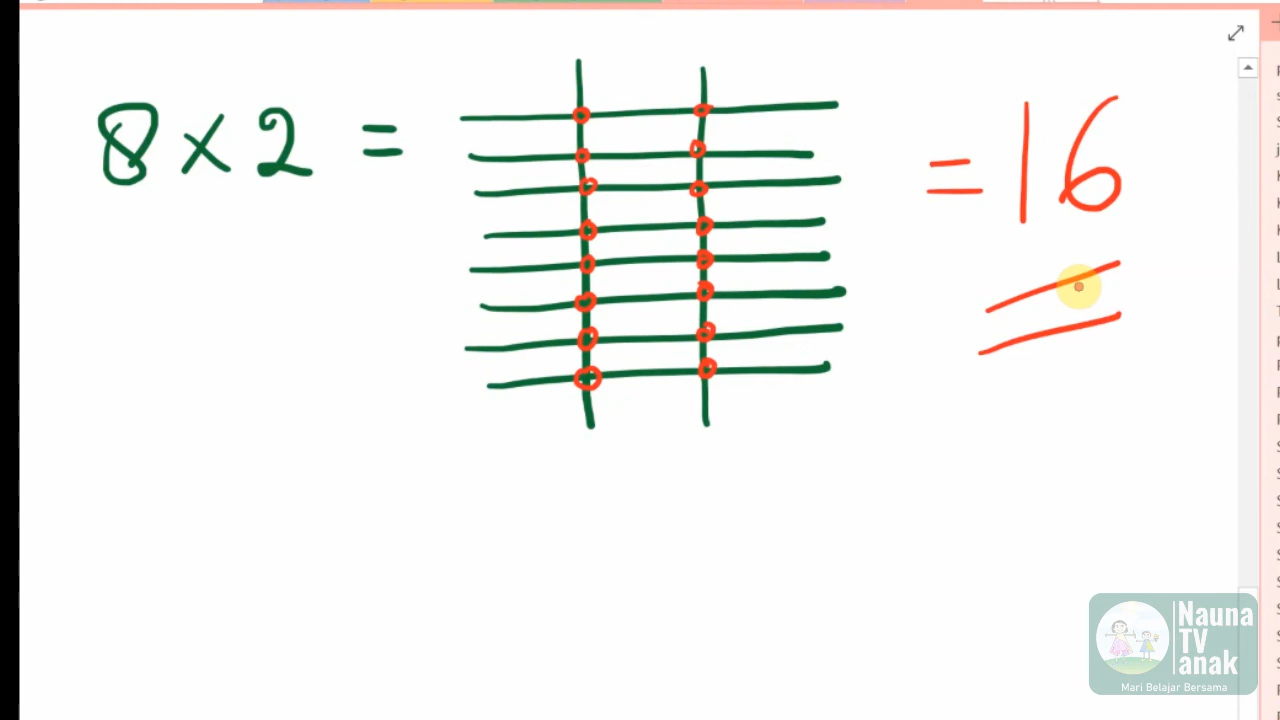 8 x 2 =
= 16
Nauna
TV
anak
Mari Belajar Bersama